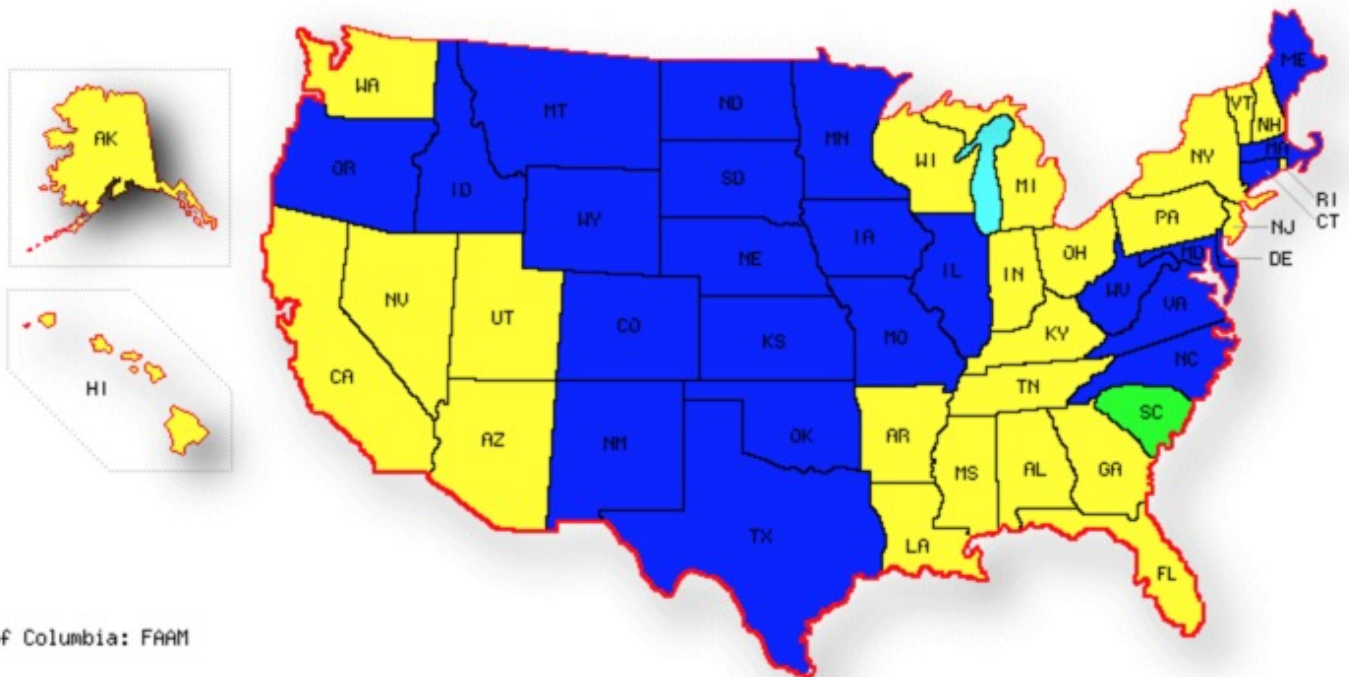 ME
WA
MT
ND
MN
VT
NH
AK
OR
ID
SD
WI
MI
NY
MA
WY
RI
CT
IA
PA
NJ
NE
IL
IN
OH
MD
DE
NV
UT
CO
KS
MO
WV
VA
KY
NC
CA
HI
TN
AZ
NM
OK
AR
SC
MS
AL
GA
TX
LA
FL
of Columbia: FAAM